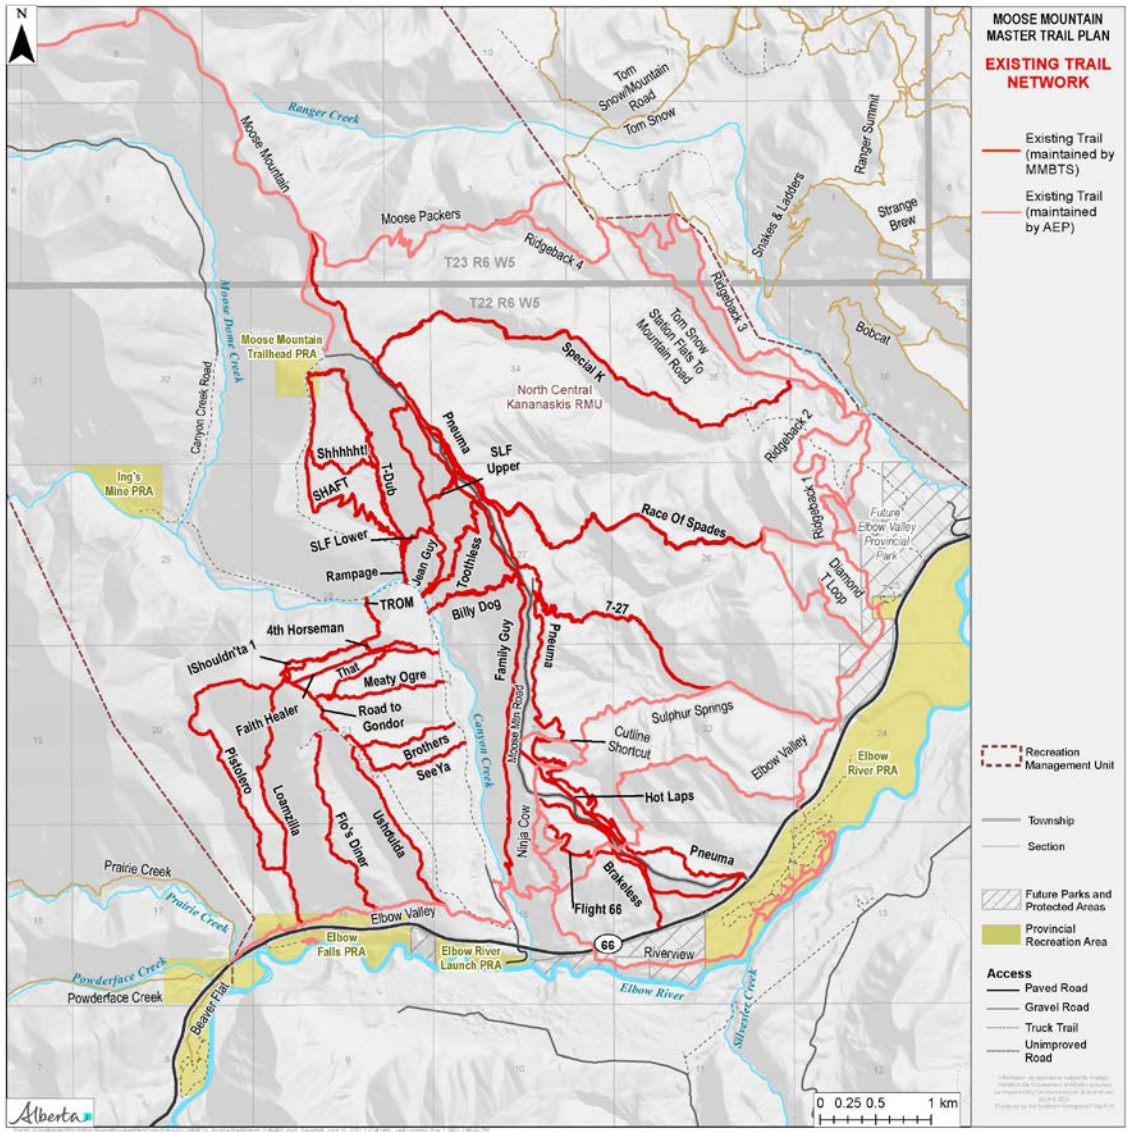 N
MOOSE MOUNTAIN
MASTER TRAIL PLAN
EXISTING TRAIL
NETWORK
Existing Trail
(maintained by
MMBTS)
Existing Trail
(maintained
by AEP)
Tom
Snow/Mountain
Road
Tom Snow
Ranger Creek
Ranger Summit
Moose Mountain
Snakes & Ladders
Strange
Brew
Moose Packers
Ridgeback 4
T23 R6 W5
T22 R6 W5
Ridgeback 3
Tom Snow
Station Flats To
Mountain Road
Bobcat
Moose Dome Creek
Moose Mountain
Trailhead PRA
Canyon Creek Road
Special K
North Central
Kananaskis RMU
31
32
34
35
Pneuma
SLF
Upper
Ridgeback 2
Shhhhht!
T-Dub
SHAFT
Ing's
Mine PRA
Race Of Spades
Ridgeback 1
Future
Elbow Valley
Provincial
Park
SLF Lower
Jean Guy
Toothless
Rampage
Diamond
T Loop
29
27
26
TROM
Billy Dog
T-27
4th Horseman
IShouldn'ta 1
Family Guy
Pneuma
That
Meaty Ogre
Faith Healer
Road to
Gondor
Moose Mtn Road
Sulphur Springs
Cutline
Shortcut
Canyon Creek
Brothers
SeeYa
Elbow Valley
Elbow
River PRA
Pistolero
Loamzilla
Flo's Diner
Ushdulda
Hot Laps
Ninja Cow
Pneuma
Brakeless
Flight 66
Prairie Creek
Prairie Creek
Elbow Valley
Elbow
Falls PRA
Elbow River
Launch PRA
66
Riverview
Elbow River
Powderface Creek
Powderface Creek
Beaver Flat
Silvester Creek
Recreation
Management Unit
Township
Section
Future Parks and
Protected Areas
Provincial
Recreation Area
Access
Paved Road
Gravel Road
Truck Trail
Unimproved
Road
Alberta
0 0.25 0.5 1 km